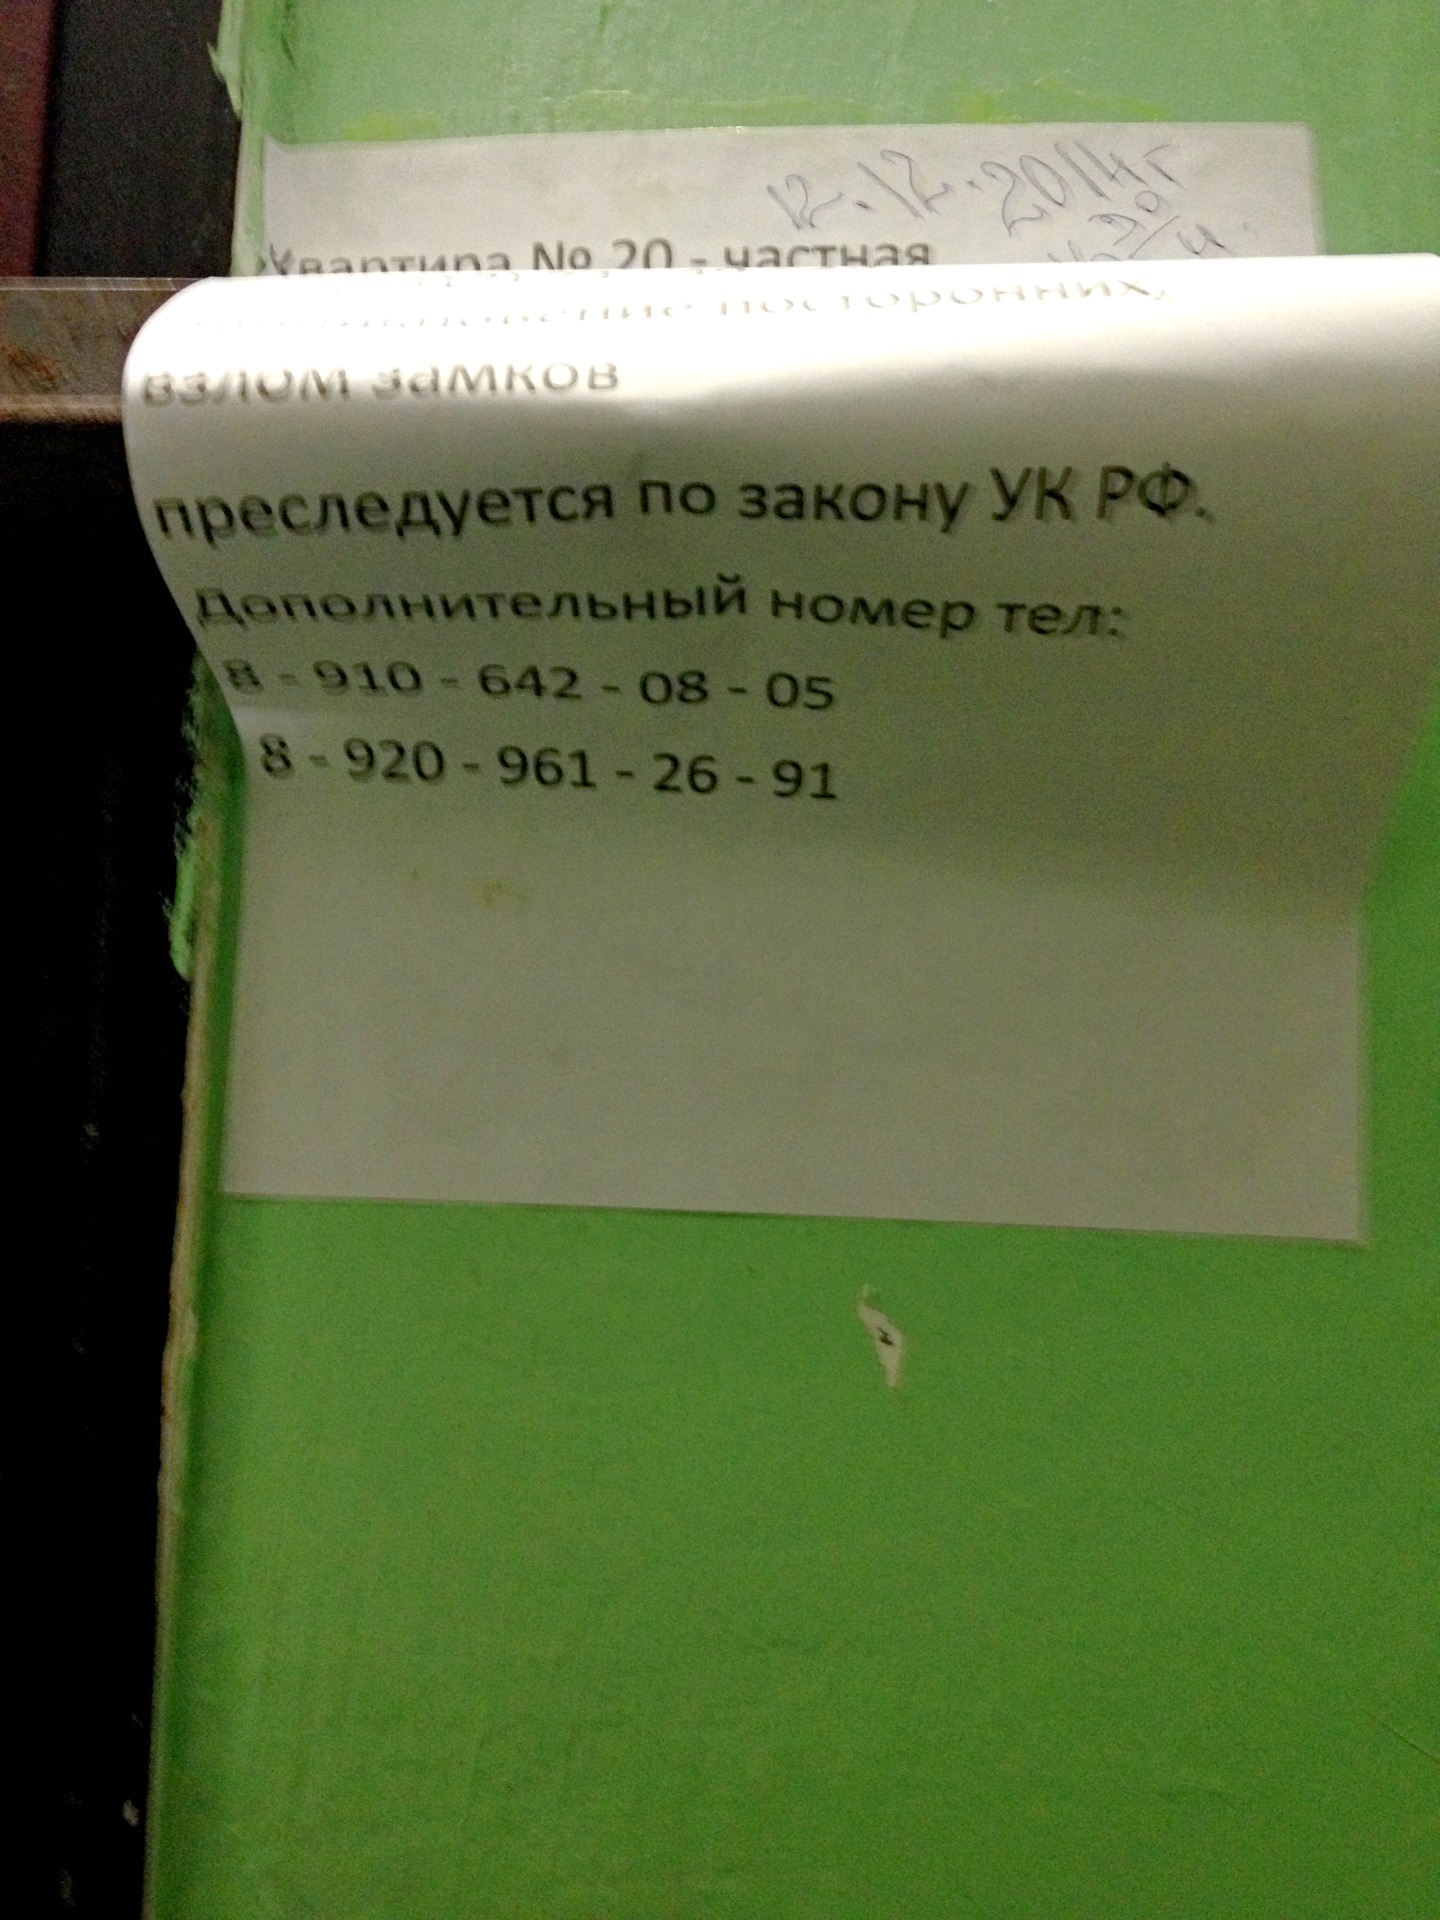 12.12.2014г
Квартира, № 20 - частная
посторонних,
взлом замков
преследуется по закону УК РФ.
Дополнительный номер тел:
8 - 910 - 642 - 08 - 05
8 - 920 - 961 - 26 - 91